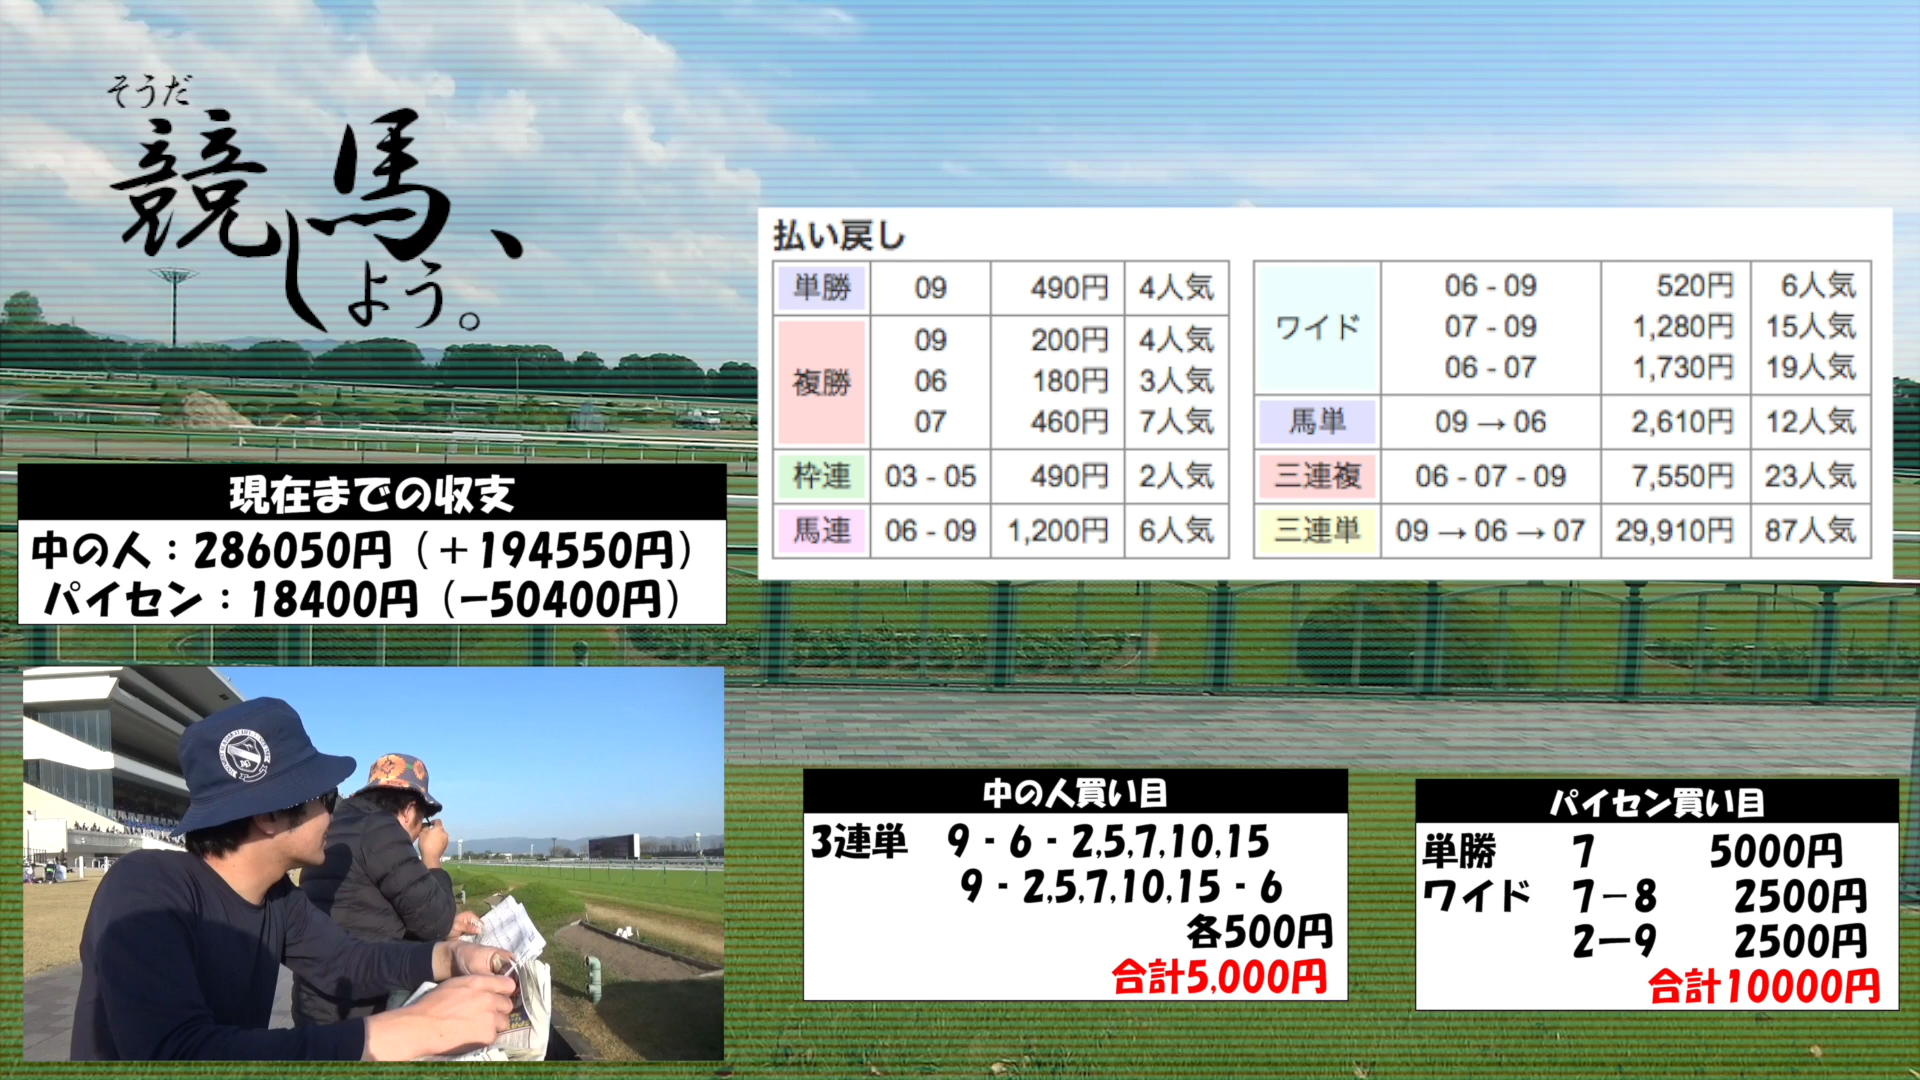 そうだ
競馬、
しよう。
払い戻し
単勝 09 490円 4人気
複勝 09 200円 4人気
06 180円 3人気
07 460円 7人気
枠連 03 - 05 490円 2人気
馬連 06 - 09 1,200円 6人気
ワイド 06 - 09 520円 6人気
07 - 09 1,280円 15人気
06 - 07 1,730円 19人気
馬単 09 → 06 2,610円 12人気
三連複 06 - 07 - 09 7,550円 23人気
三連単 09 → 06 → 07 29,910円 87人気
現在までの収支
中の人：286050円（＋194550円）
パイセン：18400円（−50400円）
中の人買い目
3連単 9 - 6 - 2,5,7,10,15
9 - 2,5,7,10,15 - 6
各500円
合計5,000円
パイセン買い目
単勝 7 5000円
ワイド 7−8 2500円
2ー9 2500円
合計10000円